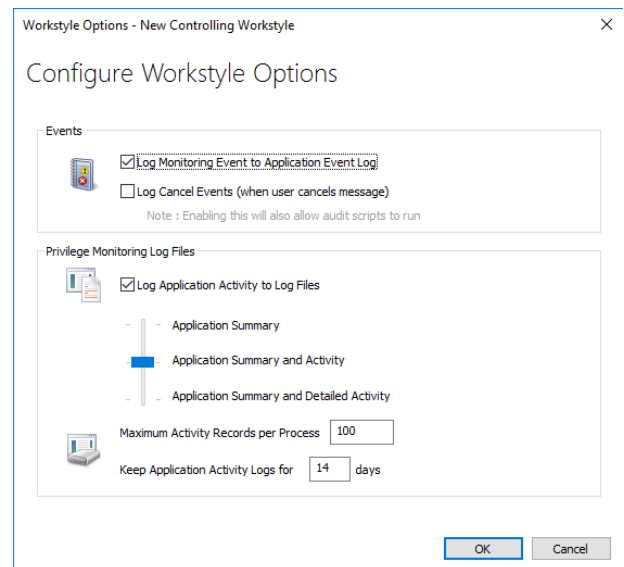 Workstyle Options - New Controlling Workstyle
Configure Workstyle Options
Events
Log Monitoring Event to Application Event Log
Log Cancel Events (when user cancels message)
Note : Enabling this will also allow audit scripts to run
Privilege Monitoring Log Files
Log Application Activity to Log Files
Application Summary
Application Summary and Activity
Application Summary and Detailed Activity
Maximum Activity Records per Process 100
Keep Application Activity Logs for 14 days
OK Cancel